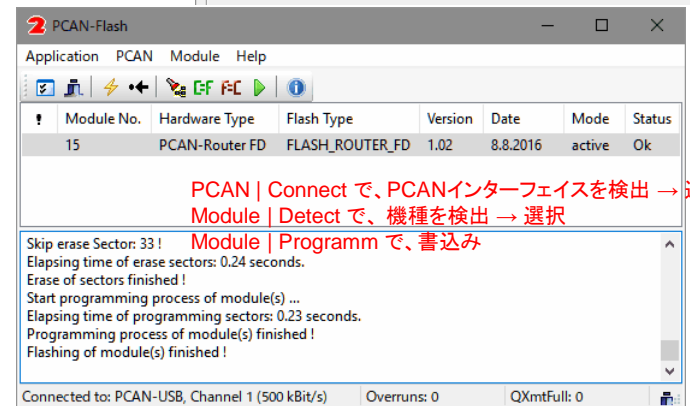 PCAN-Flash
Application PCAN Module Help
! Module No. Hardware Type Flash Type Version Date Mode Status
15 PCAN-Router FD FLASH_ROUTER_FD 1.02 8.8.2016 active Ok
PCAN | Connect で、PCANインターフェイスを検出 →
Module | Detect で、機種を検出 → 選択
Module | Programm で、書込み
Skip erase Sector: 33 !
Elapsing time of erase sectors: 0.24 seconds.
Erase of sectors finished !
Start programming process of module(s) ...
Elapsing time of programming sectors: 0.23 seconds.
Programming process of module(s) finished !
Flashing of module(s) finished !
Connected to: PCAN-USB, Channel 1 (500 kBit/s) Overruns: 0 QXmtFull: 0